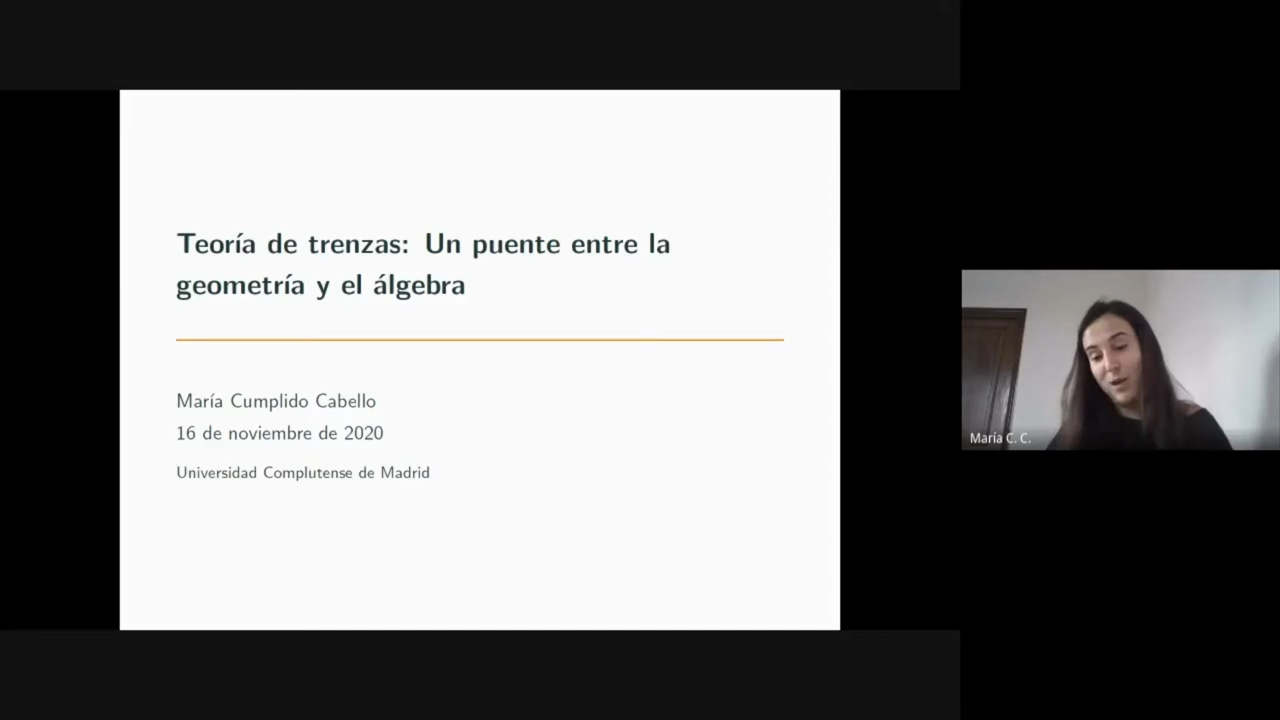 Teoría de trenzas: Un puente entre la
geometría y el álgebra
María Cumplido Cabello
16 de noviembre de 2020
Universidad Complutense de Madrid
María C. C.